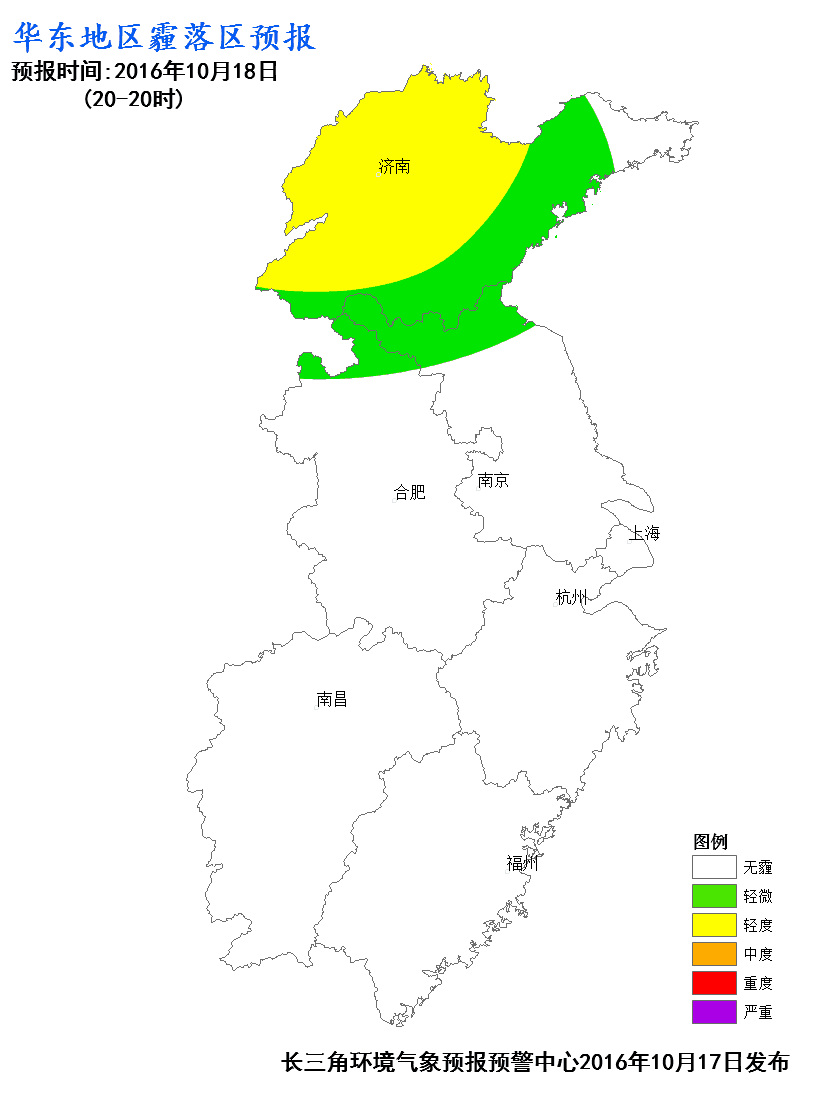 华东地区霾落区预报
预报时间:2016年10月18日
(20-20时)
济南
合肥
南京
上海
杭州
南昌
福州
图例
无霾
轻微
轻度
中度
重度
严重
长三角环境气象预报预警中心2016年10月17日发布